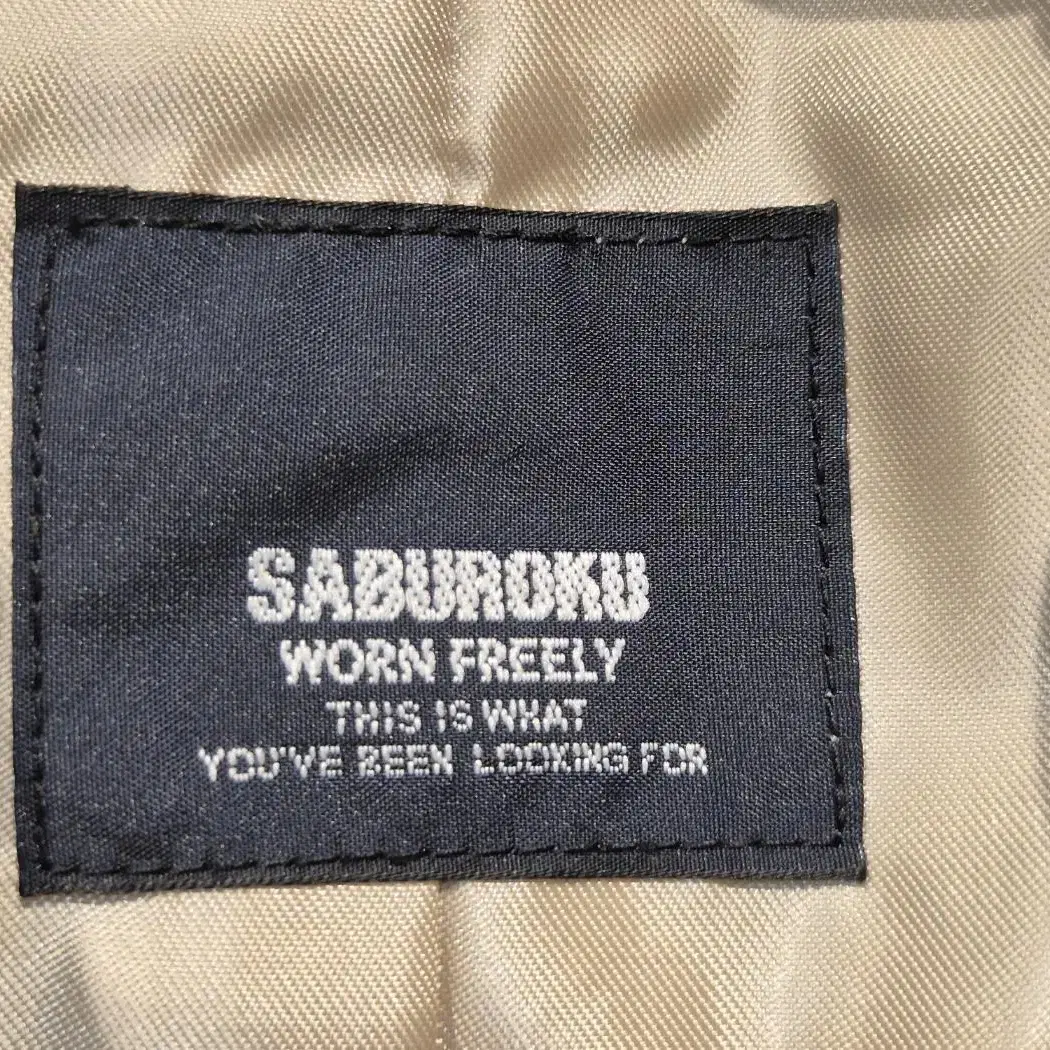 SABUROKU
WORN FREELY
THIS IS WHAT
YOU'VE BEEN LOOKING FOR